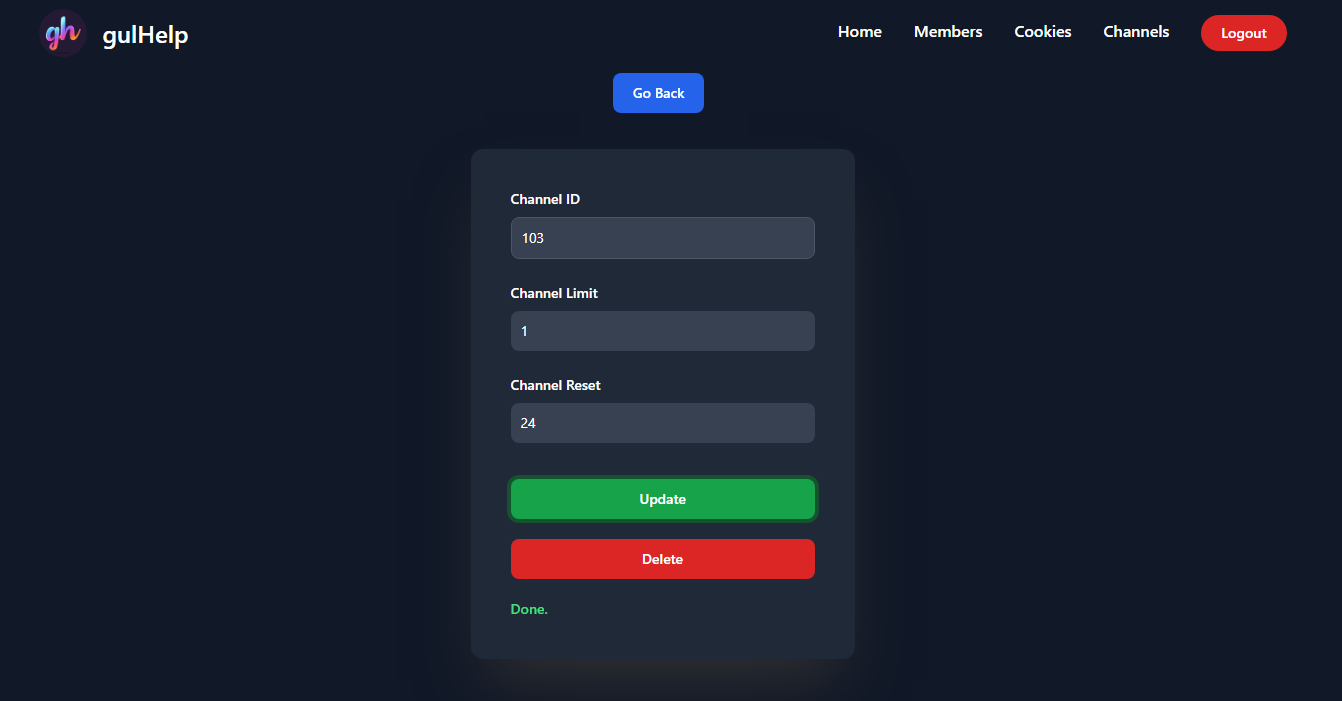 gh gulHelp Home Members Cookies Channels Logout
Go Back
Channel ID
103
Channel Limit
1
Channel Reset
24
Update
Delete
Done.